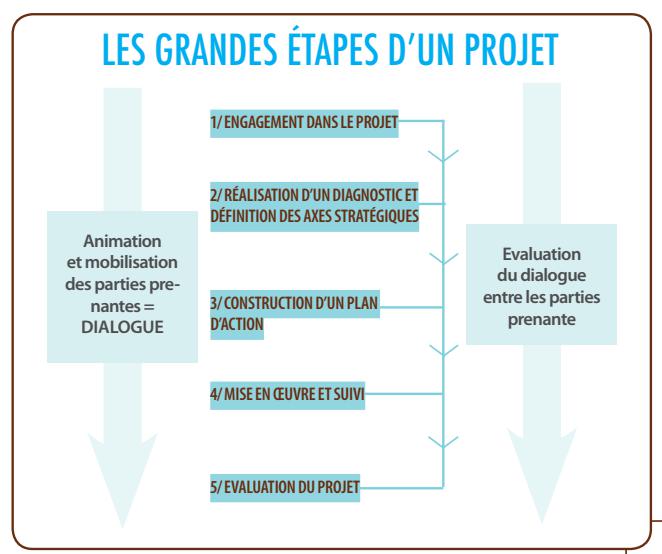 LES GRANDES ÉTAPES D’UN PROJET
1/ ENGAGEMENT DANS LE PROJET
2/ RÉALISATION D’UN DIAGNOSTIC ET
DÉFINITION DES AXES STRATÉGIQUES
Animation
et mobilisation
des parties pre-
nantes =
DIALOGUE
Evaluation
du dialogue
entre les parties
prenante
3/ CONSTRUCTION D’UN PLAN
D’ACTION
4/ MISE EN ŒUVRE ET SUIVI
5/ EVALUATION DU PROJET